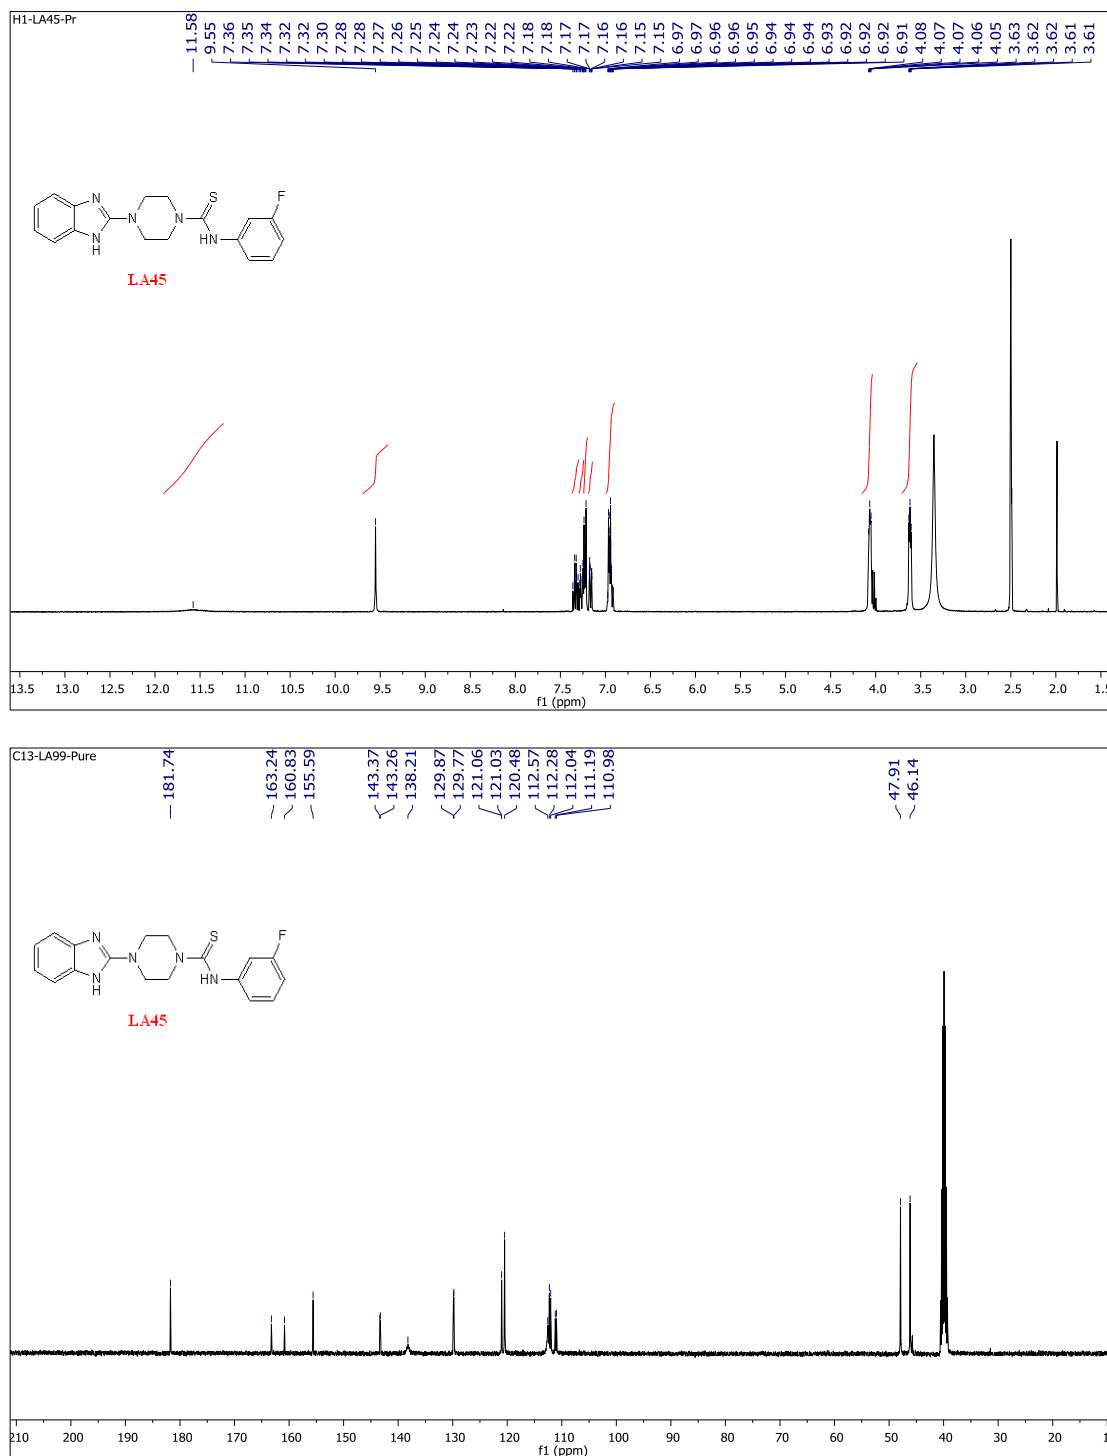 H1-LA45-Pr
11.58 9.55 7.36 7.35 7.34 7.32 7.32 7.30 7.28 7.28 7.27 7.26 7.25 7.24 7.24 7.23 7.22 7.22 7.18 7.18 7.17 7.17 7.16 7.16 7.15 7.15 6.97 6.97 6.96 6.96 6.95 6.94 6.94 6.94 6.93 6.92 6.92 6.92 6.91 4.08 4.07 4.07 4.06 4.05 3.63 3.62 3.62 3.61 3.61
N
N
N
N
H
S
HN
F
LA45
13.5 13.0 12.5 12.0 11.5 11.0 10.5 10.0 9.5 9.0 8.5 8.0 7.5 7.0 6.5 6.0 5.5 5.0 4.5 4.0 3.5 3.0 2.5 2.0 1.5
f1 (ppm)
C13-LA99-Pure
181.74 163.24 160.83 155.59 143.37 143.26 138.21 129.87 129.77 121.06 121.03 120.48 112.57 112.28 112.04 111.19 110.98 47.91 46.14
N
N
N
N
H
S
HN
F
LA45
210 200 190 180 170 160 150 140 130 120 110 100 90 80 70 60 50 40 30 20 10
f1 (ppm)